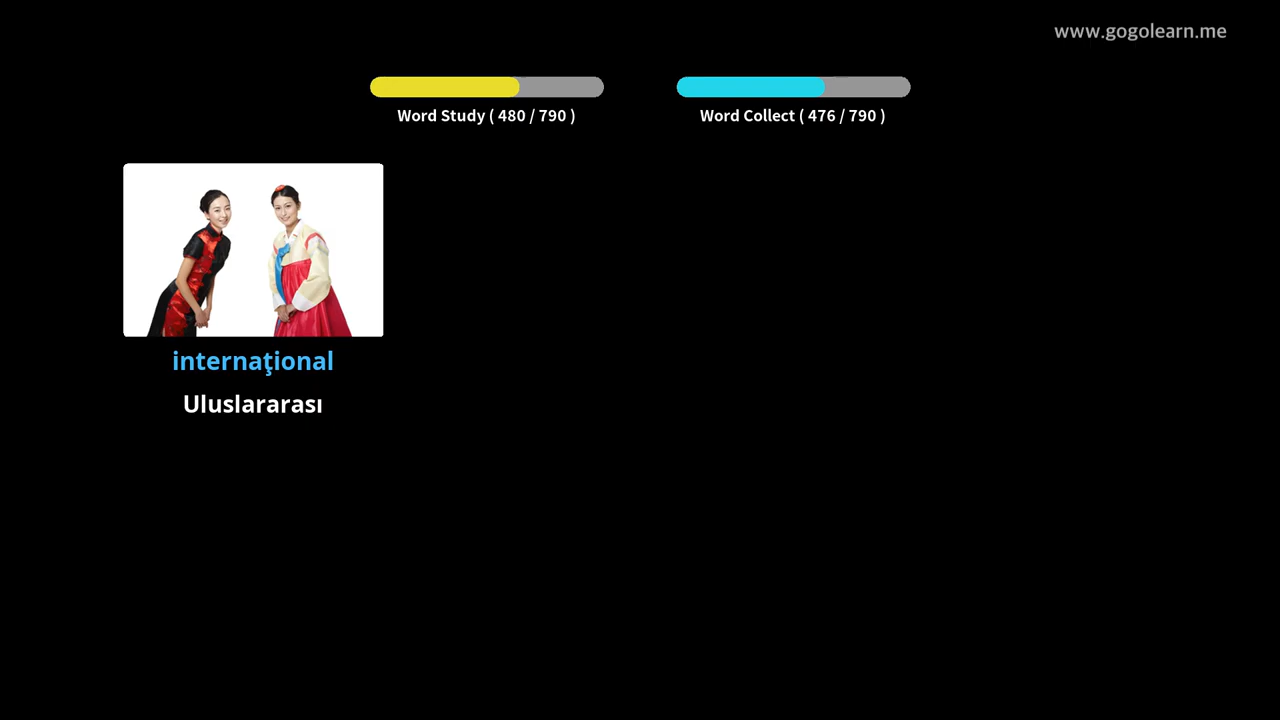 www.gogolearn.me
Word Study ( 480 / 790 )
Word Collect ( 476 / 790 )
internaţional
Uluslararası